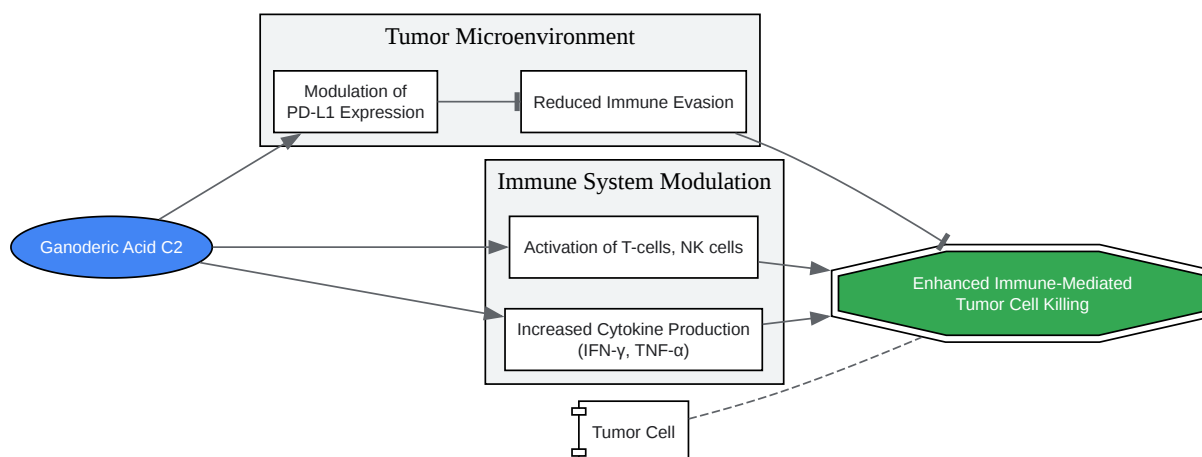 Tumor Microenvironment
Modulation of
PD-L1 Expression
Reduced Immune Evasion
Immune System Modulation
Ganoderic Acid C2
Activation of T-cells, NK cells
Enhanced Immune-Mediated
Tumor Cell Killing
Increased Cytokine Production
(IFN-γ, TNF-α)
Tumor Cell